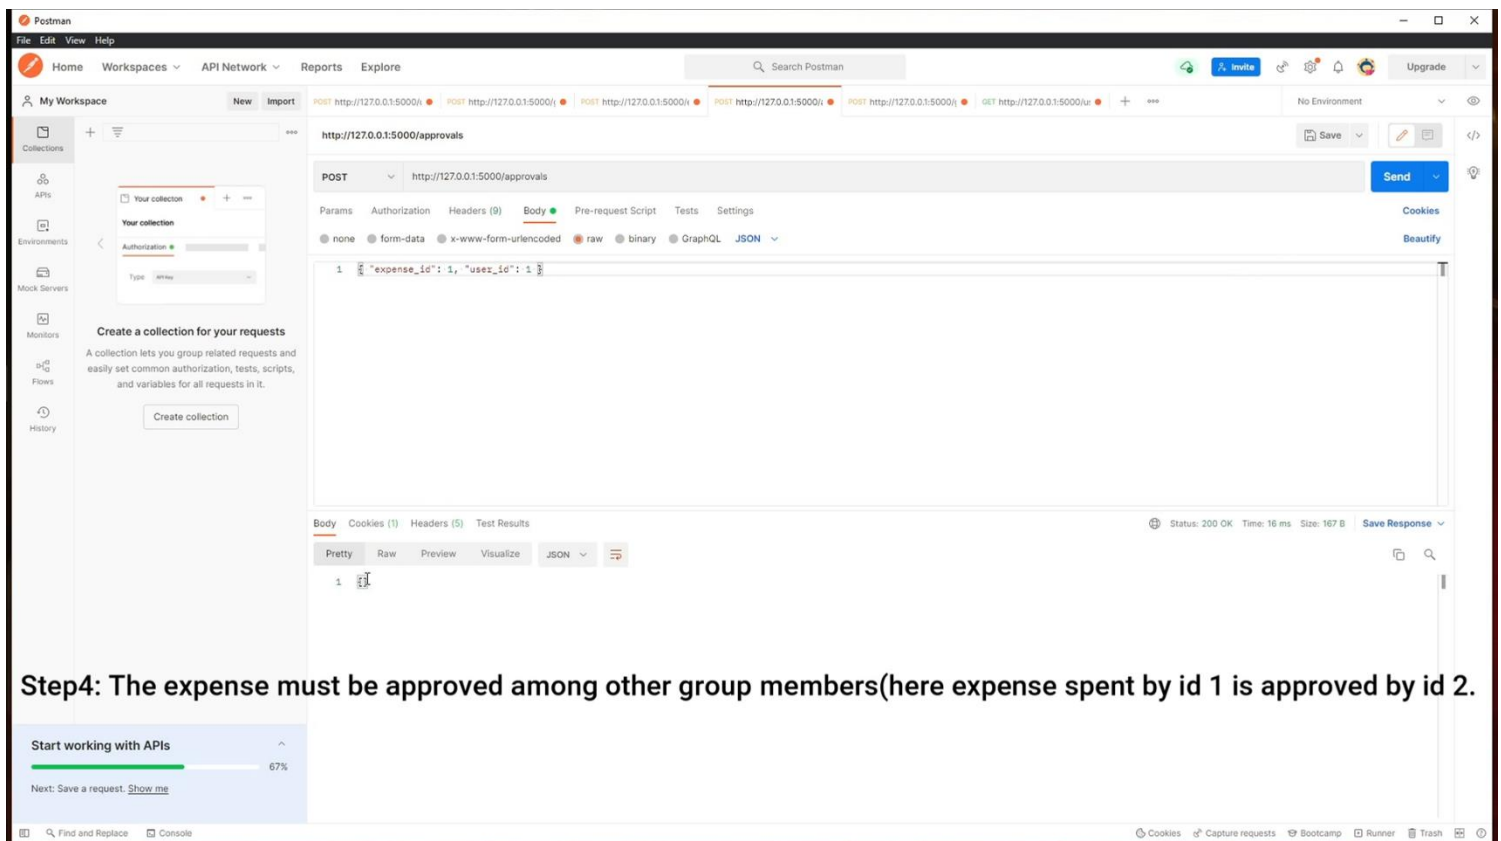 Postman
File Edit View Help
Home Workspaces API Network Reports Explore Search Postman Invite Upgrade
My Workspace New Import POST http://127.0.0.1:5000/ POST http://127.0.0.1:5000/ POST http://127.0.0.1:5000/ POST http://127.0.0.1:5000/ POST http://127.0.0.1:5000/ GET http://127.0.0.1:5000/ No Environment
Collections
http://127.0.0.1:5000/approvals Save
APIs
POST http://127.0.0.1:5000/approvals Send
Environments
Your collecton
Your collection
Authorization
Type API Key
Params Authorization Headers (9) Body Pre-request Script Tests Settings Cookies
none form-data x-www-form-urlencoded raw binary GraphQL JSON Beautify
1 { "expense_id": 1, "user_id": 1 }
Mock Servers
Monitors
Flows
History
Create a collection for your requests
A collection lets you group related requests and
easily set common authorization, tests, scripts,
and variables for all requests in it.
Create collection
Body Cookies (1) Headers (5) Test Results Status: 200 OK Time: 16 ms Size: 167 B Save Response
Pretty Raw Preview Visualize JSON
1 {}
Step4: The expense must be approved among other group members(here expense spent by id 1 is approved by id 2.
Start working with APIs
67%
Next: Save a request. Show me
Find and Replace Console Cookies Capture requests Bootcamp Runner Trash